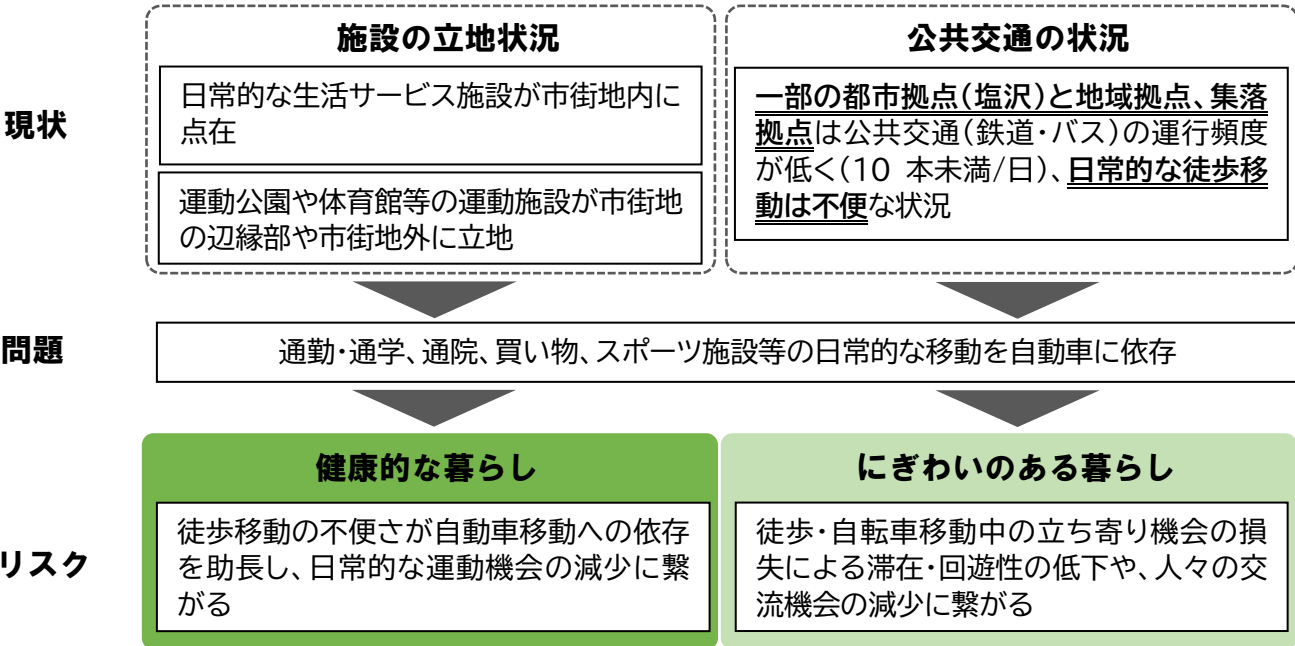 施設の立地状況
公共交通の状況
現状
日常的な生活サービス施設が市街地内に
点在
運動公園や体育館等の運動施設が市街地
の辺縁部や市街地外に立地
一部の都市拠点(塩沢)と地域拠点、集落
拠点は公共交通(鉄道・バス)の運行頻度
が低く(10 本未満/日)、日常的な徒歩移
動は不便な状況
問題
通勤・通学、通院、買い物、スポーツ施設等の日常的な移動を自動車に依存
健康的な暮らし
にぎわいのある暮らし
リスク
徒歩移動の不便さが自動車移動への依存
を助長し、日常的な運動機会の減少に繋
がる
徒歩・自転車移動中の立ち寄り機会の損
失による滞在・回遊性の低下や、人々の交
流機会の減少に繋がる